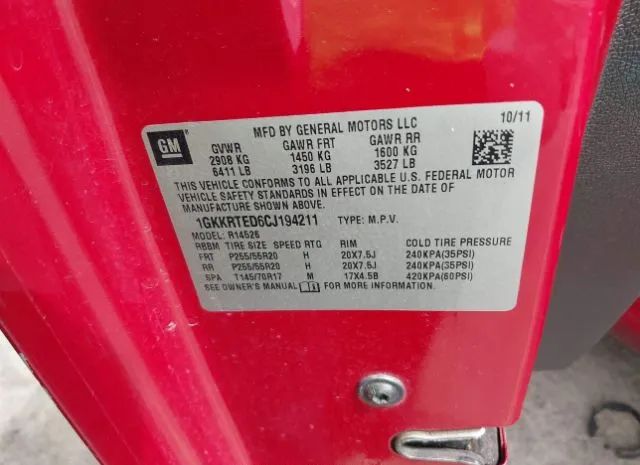 GM
MFD BY GENERAL MOTORS LLC 10/11
GVWR GAWR FRT GAWR RR
2908 KG 1450 KG 1600 KG
6411 LB 3196 LB 3527 LB
THIS VEHICLE CONFORMS TO ALL APPLICABLE U.S. FEDERAL MOTOR
VEHICLE SAFETY STANDARDS IN EFFECT ON THE DATE OF
MANUFACTURE SHOWN ABOVE.
1GKKRTED6CJ194211 TYPE: M.P.V.
MODEL: R14526
RBBM TIRE SIZE SPEED RTG RIM COLD TIRE PRESSURE
FRT P255/55R20 H 20X7.5J 240KPA(35PSI)
RR P255/55R20 H 20X7.5J 240KPA(35PSI)
SPA T145/70R17 M 17X4.5B 420KPA(60PSI)
SEE OWNER'S MANUAL FOR MORE INFORMATION.